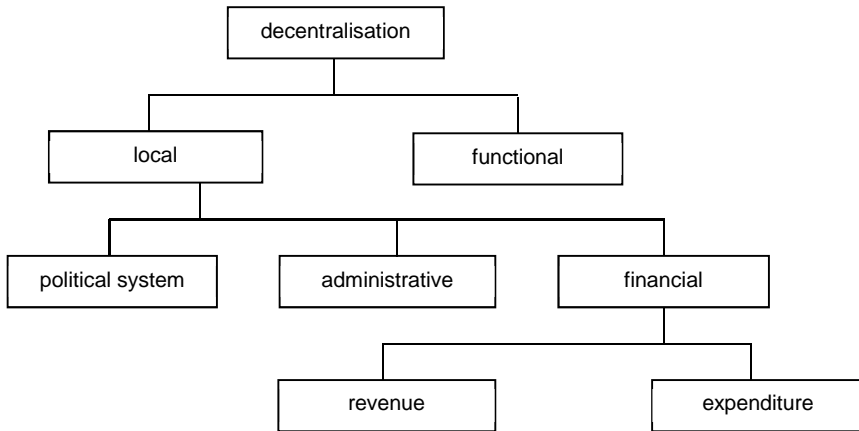 decentralisation
local
functional
political system
administrative
financial
revenue
expenditure